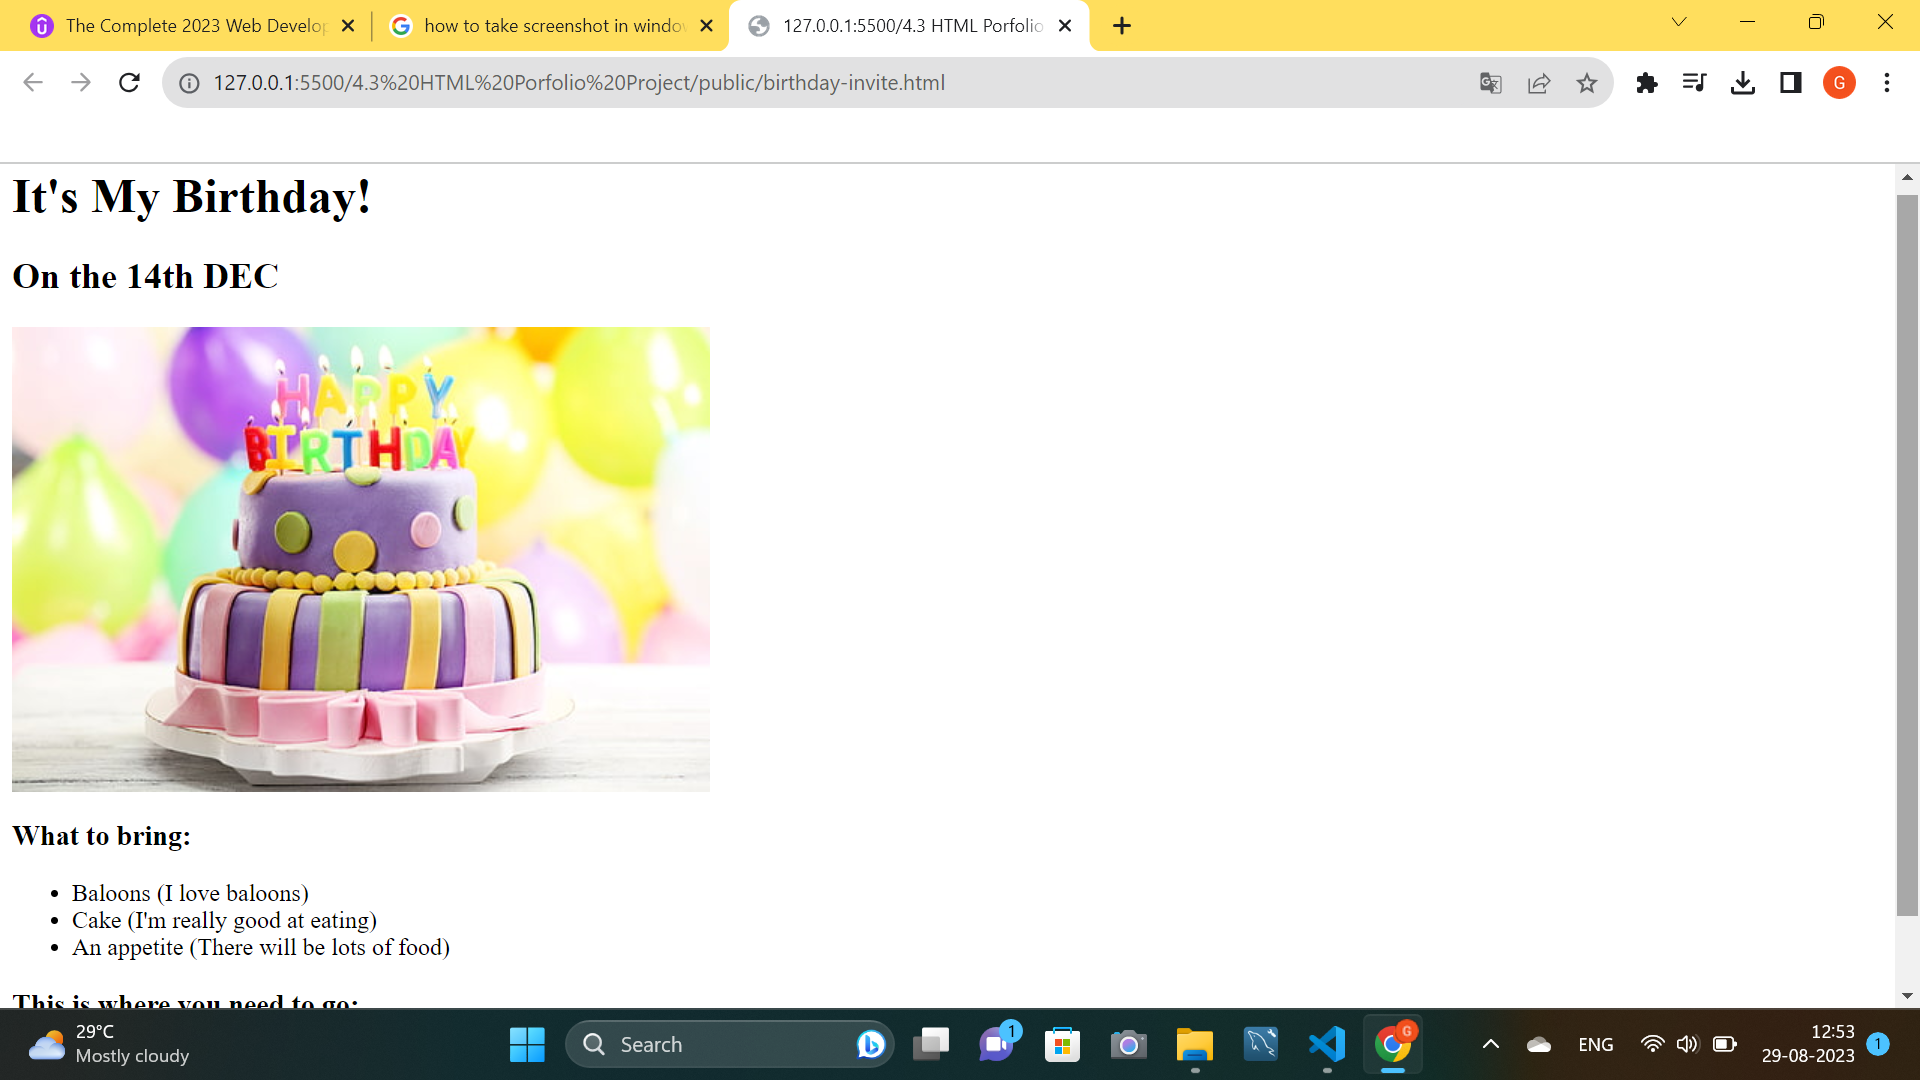 The Complete 2023 Web Develop
how to take screenshot in windo
127.0.0.1:5500/4.3 HTML Porfolio
127.0.0.1:5500/4.3%20HTML%20Porfolio%20Project/public/birthday-invite.html
G
It's My Birthday!
On the 14th DEC
HAPPY
BIRTHDAY
What to bring:
Baloons (I love baloons)
Cake (I'm really good at eating)
An appetite (There will be lots of food)
This is where you need to go:
29°C
Mostly cloudy
Search
1
G
ENG
12:53
29-08-2023
1